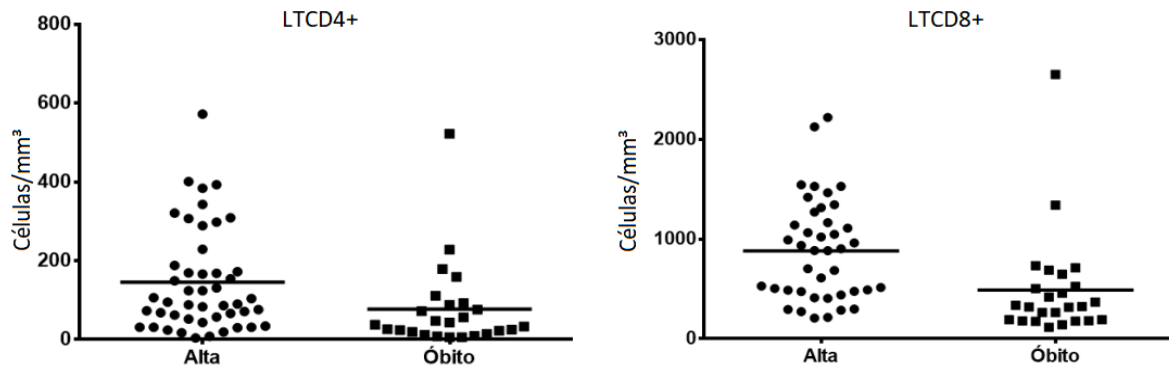 LTCD4+
800
600
400
200
0
Células/mm³
Alta
Óbito
LTCD8+
3000
2000
1000
0
Células/mm³
Alta
Óbito